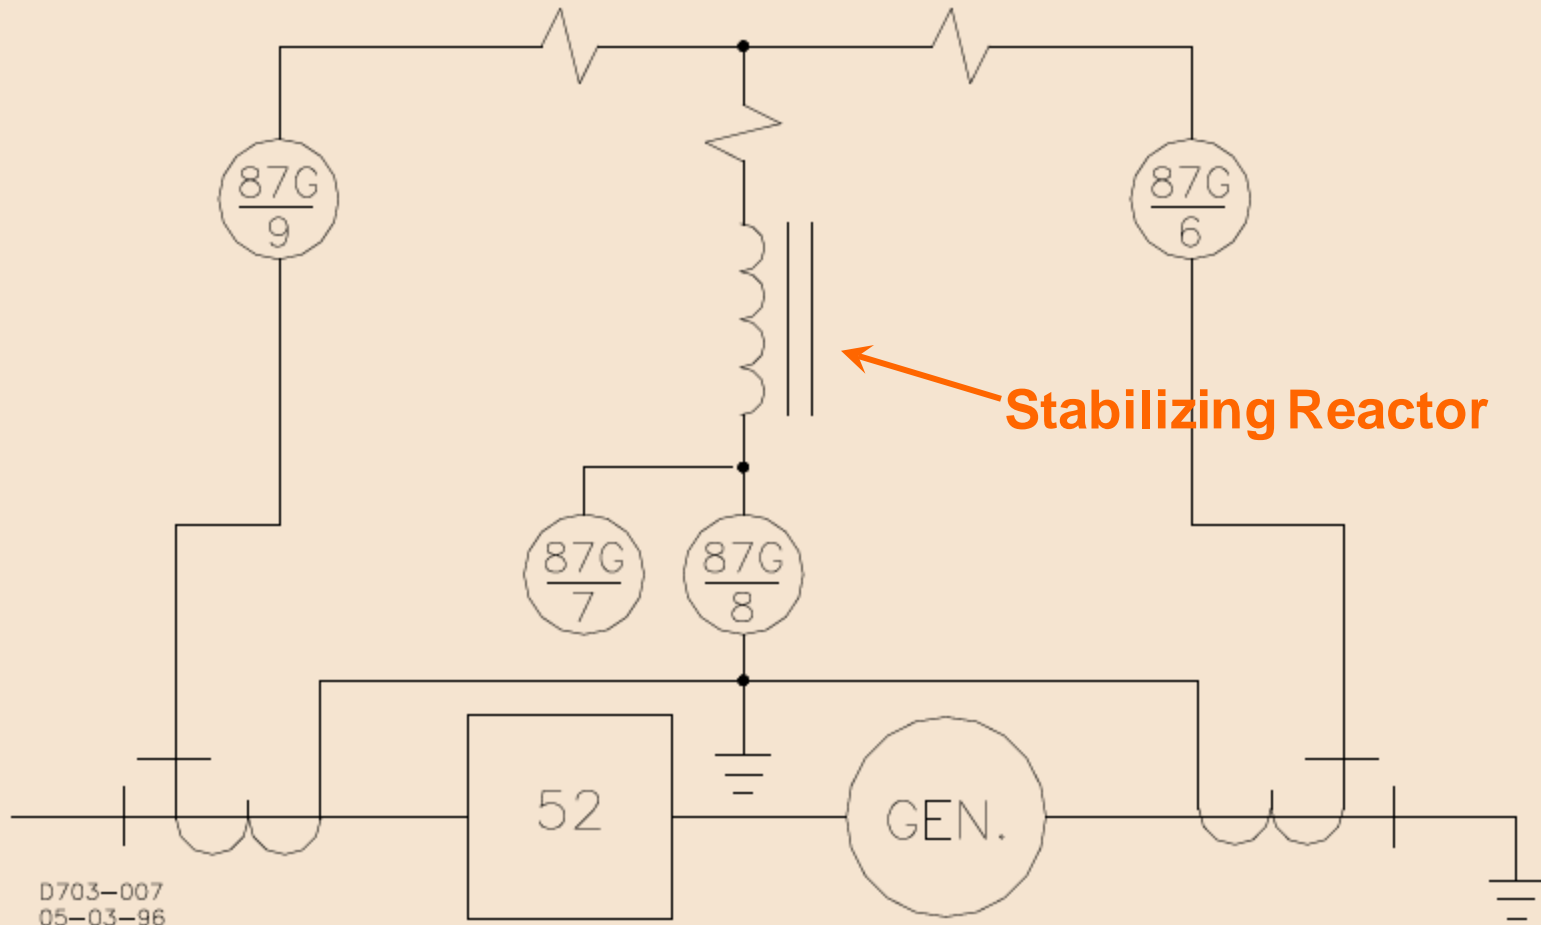 87G
9
87G
6
Stabilizing Reactor
87G
7
87G
8
52
GEN.
D703-007
05-03-96